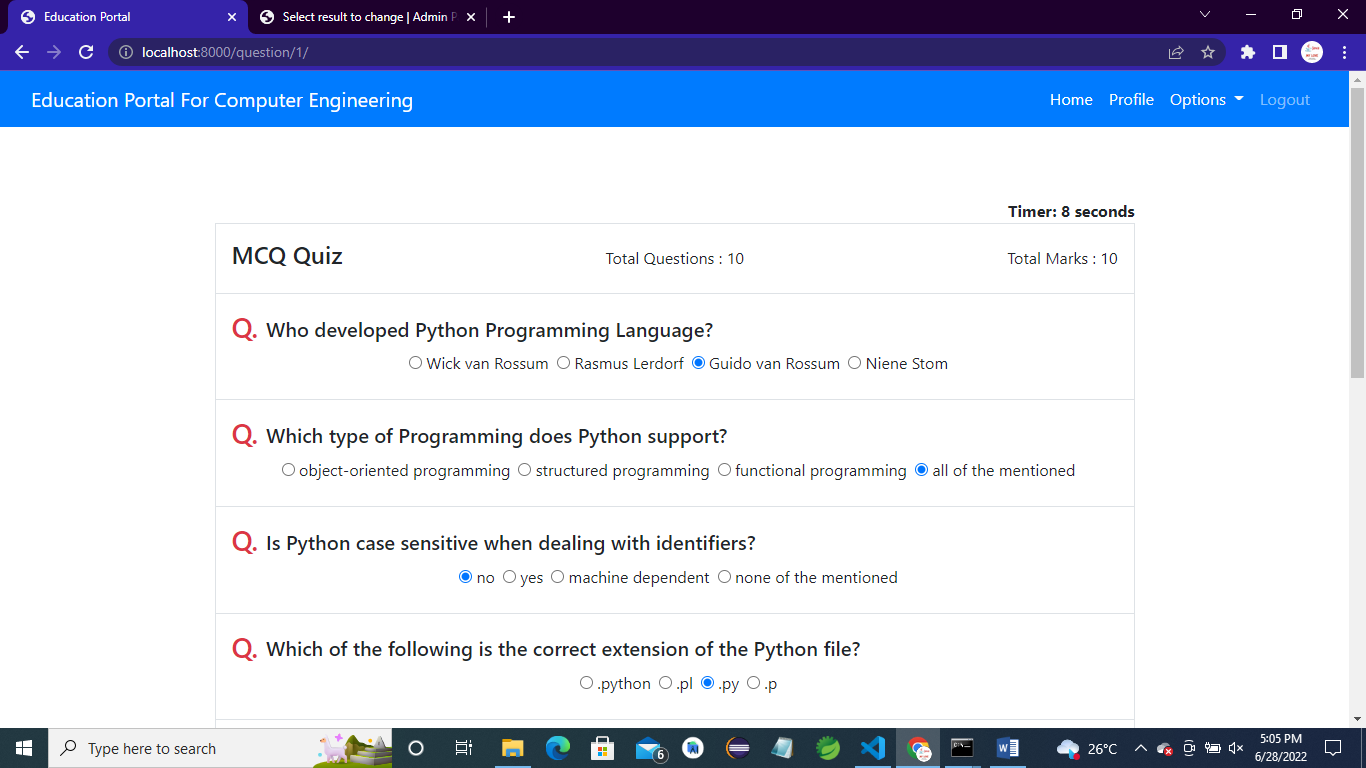 Education Portal
Select result to change | Admin P
localhost:8000/question/1/
Education Portal For Computer Engineering
Home Profile Options Logout
Timer: 8 seconds
MCQ Quiz Total Questions : 10 Total Marks : 10
Q. Who developed Python Programming Language?
Wick van Rossum Rasmus Lerdorf Guido van Rossum Niene Stom
Q. Which type of Programming does Python support?
object-oriented programming structured programming functional programming all of the mentioned
Q. Is Python case sensitive when dealing with identifiers?
no yes machine dependent none of the mentioned
Q. Which of the following is the correct extension of the Python file?
.python .pl .py .p
Type here to search
6
26°C
5:05 PM
6/28/2022